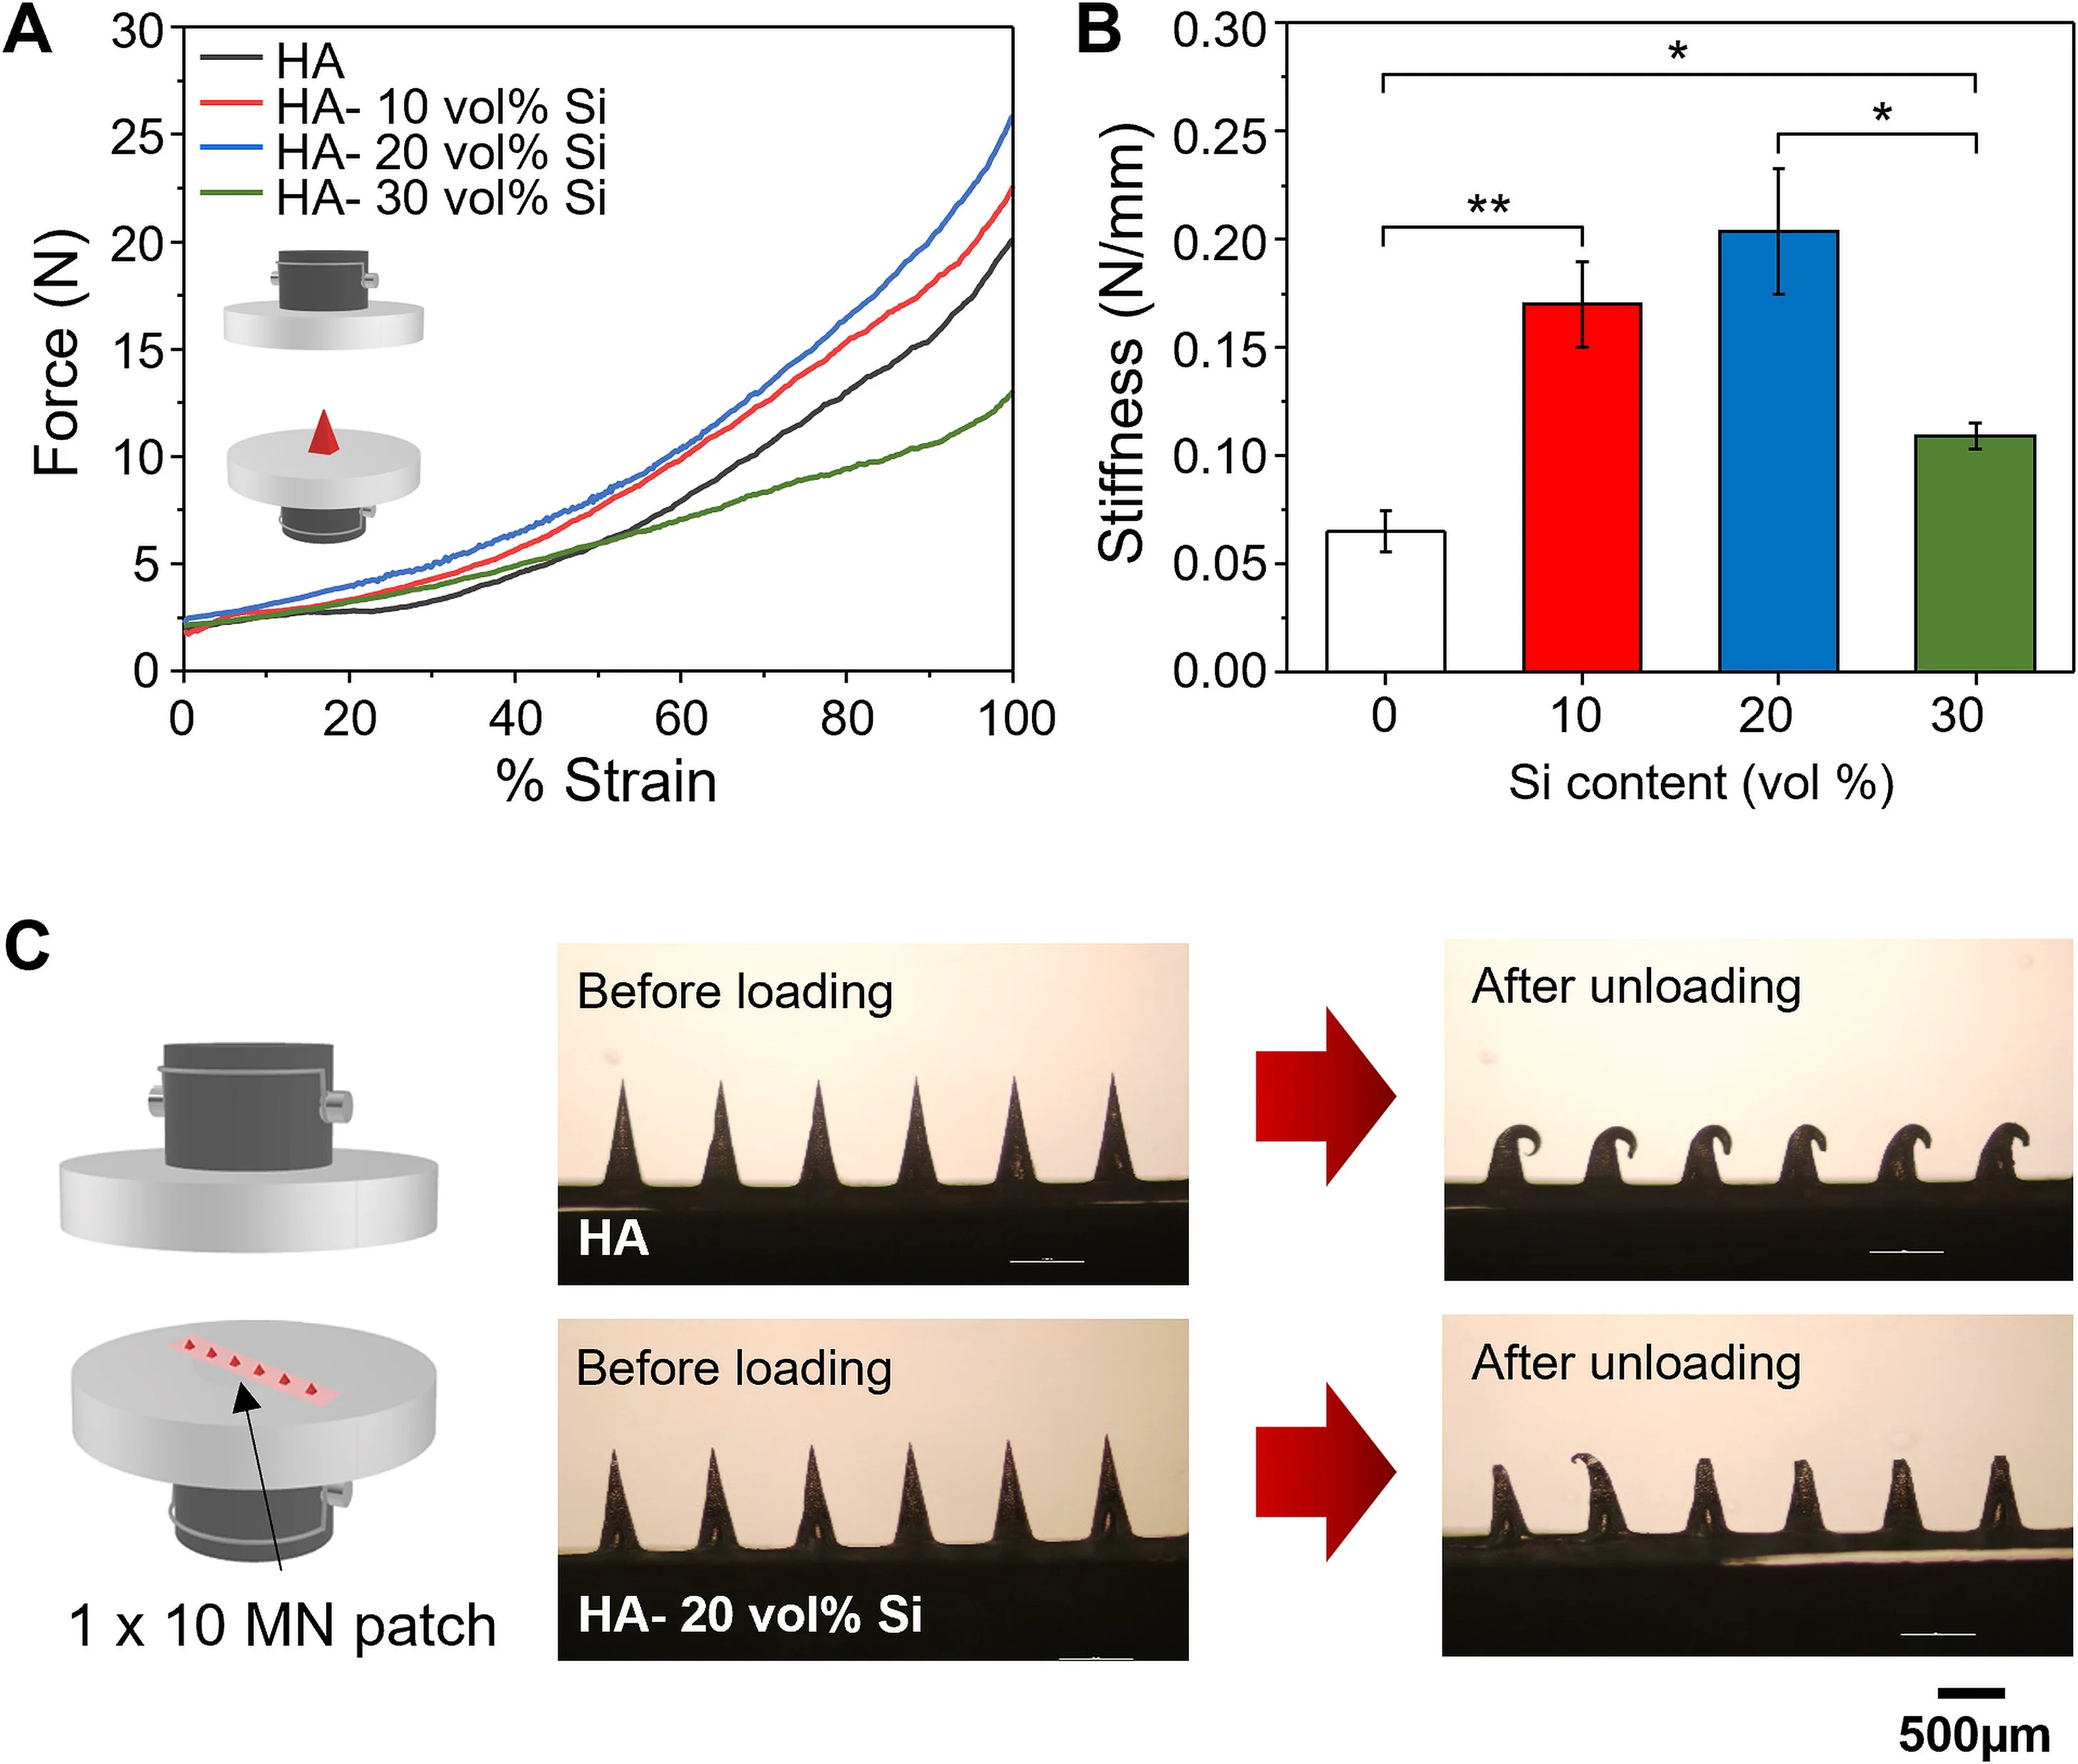 A
30
25
20
15
10
5
0
Force (N)
HA
HA- 10 vol% Si
HA- 20 vol% Si
HA- 30 vol% Si
0 20 40 60 80 100
% Strain
B
0.30
0.25
0.20
0.15
0.10
0.05
0.00
Stiffness (N/mm)
*
*
**
0 10 20 30
Si content (vol %)
C
1 x 10 MN patch
Before loading
HA
After unloading
Before loading
HA- 20 vol% Si
After unloading
500µm